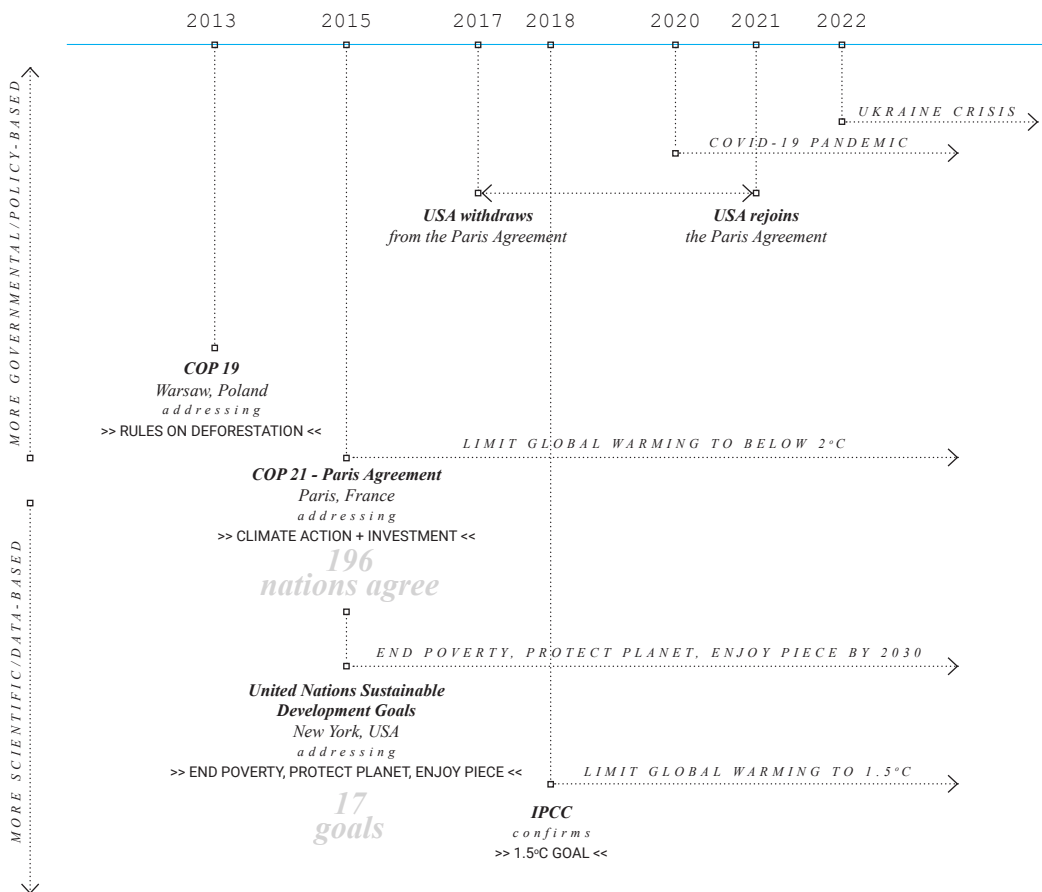 2013 2015 2017 2018 2020 2021 2022
MORE GOVERNMENTAL/POLICY-BASED
UKRAINE CRISIS
COVID-19 PANDEMIC
USA withdraws
from the Paris Agreement
USA rejoins
the Paris Agreement
COP 19
Warsaw, Poland
addressing
>> RULES ON DEFORESTATION <<
LIMIT GLOBAL WARMING TO BELOW 2°C
COP 21 - Paris Agreement
Paris, France
addressing
>> CLIMATE ACTION + INVESTMENT <<
196
nations agree
MORE SCIENTIFIC/DATA-BASED
END POVERTY, PROTECT PLANET, ENJOY PIECE BY 2030
United Nations Sustainable
Development Goals
New York, USA
addressing
>> END POVERTY, PROTECT PLANET, ENJOY PIECE <<
17
goals
LIMIT GLOBAL WARMING TO 1.5°C
IPCC
confirms
>> 1.5°C GOAL <<